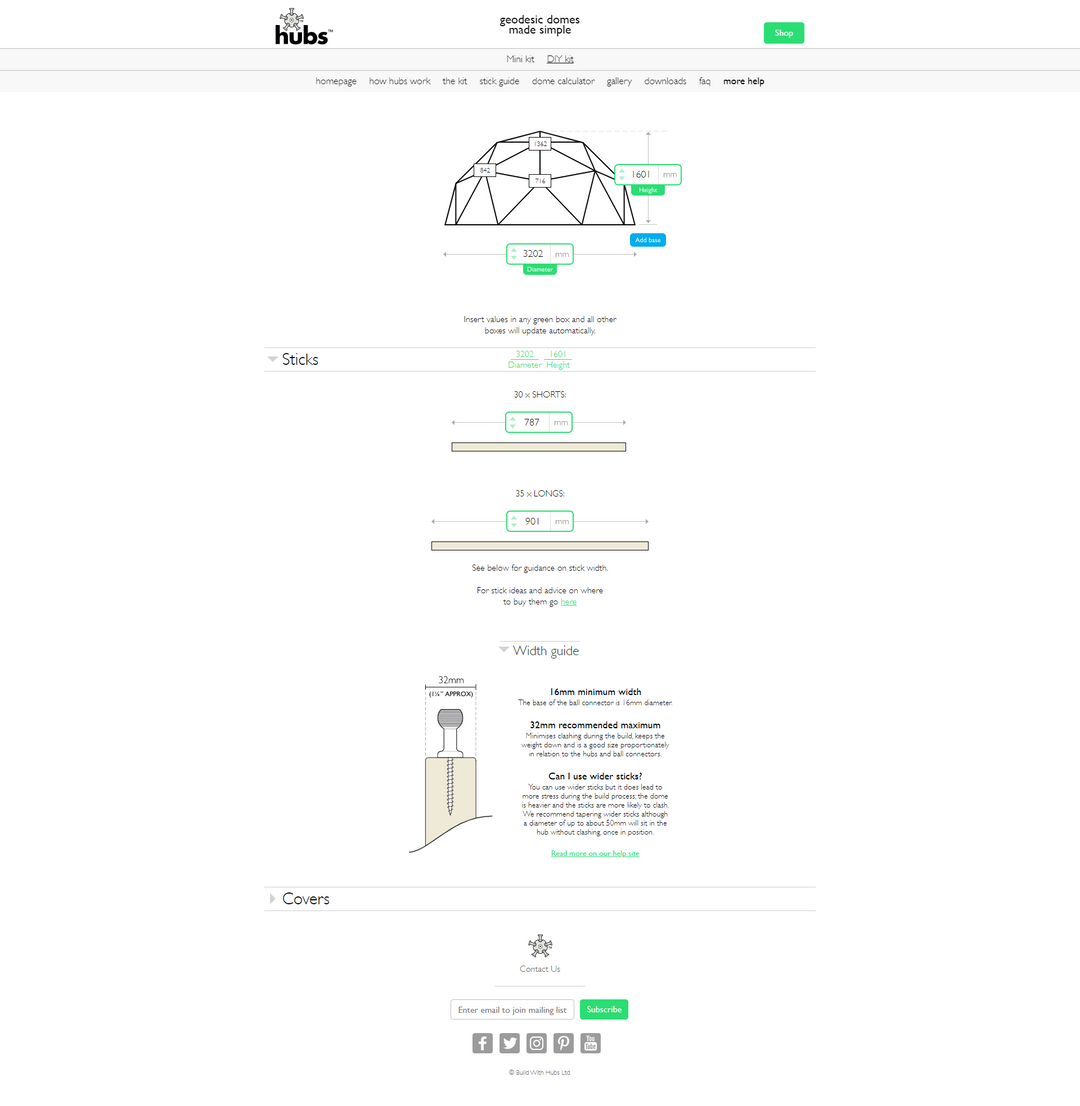 hubs™
geodesic domes
made simple
Shop
Mini kit DIY kit
homepage how hubs work the kit stick guide dome calculator gallery downloads faq more help
1362
842
716
1601 mm
Height
Add base
3202 mm
Diameter
Insert values in any green box and all other
boxes will update automatically.
Sticks
3202 1601
Diameter Height
30 x SHORTS:
787 mm
35 x LONGS:
901 mm
See below for guidance on stick width.
For stick ideas and advice on where
to buy them go here
Width guide
32mm
(1¼" APPROX)
16mm minimum width
The base of the ball connector is 16mm diameter.
32mm recommended maximum
Minimises clashing during the build, keeps the
weight down and is a good size proportionately
in relation to the hubs and ball connectors.
Can I use wider sticks?
You can use wider sticks but it does lead to
more stress during the build process, the dome
is heavier and the sticks are more likely to clash.
We recommend tapering wider sticks although
a diameter of up to about 50mm will sit in the
hub without clashing, once in position.
Read more on our help site
Covers
Contact Us
Enter email to join mailing list Subscribe
You Tube
© Build With Hubs Ltd